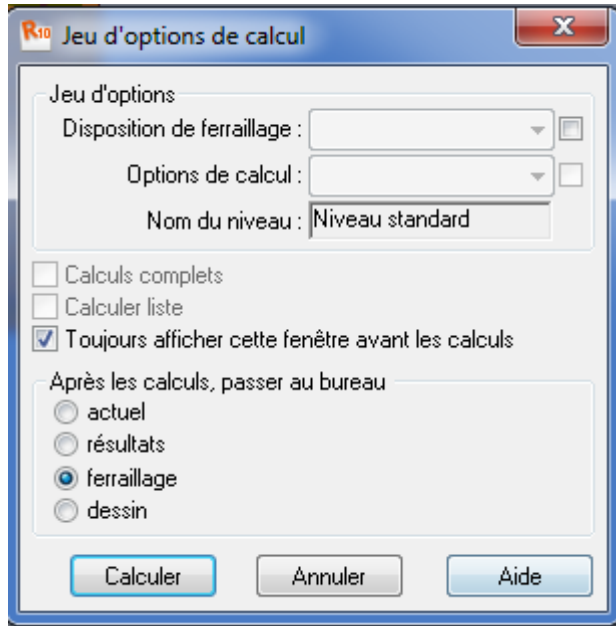 R10 Jeu d'options de calcul
Jeu d'options
Disposition de ferraillage :
Options de calcul :
Nom du niveau : Niveau standard
Calculs complets
Calculer liste
Toujours afficher cette fenêtre avant les calculs
Après les calculs, passer au bureau
actuel
résultats
ferraillage
dessin
Calculer Annuler Aide